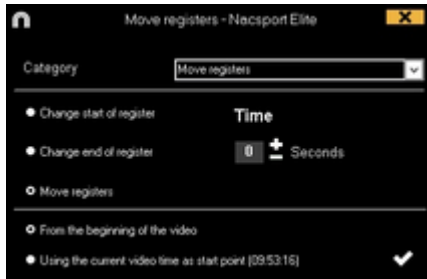 Move registers - Nacsport Elite
Category
Move registers
Change start of register
Time
Change end of register
0
Seconds
Move registers
From the beginning of the video
Using the current video time as start point (09:53:16)